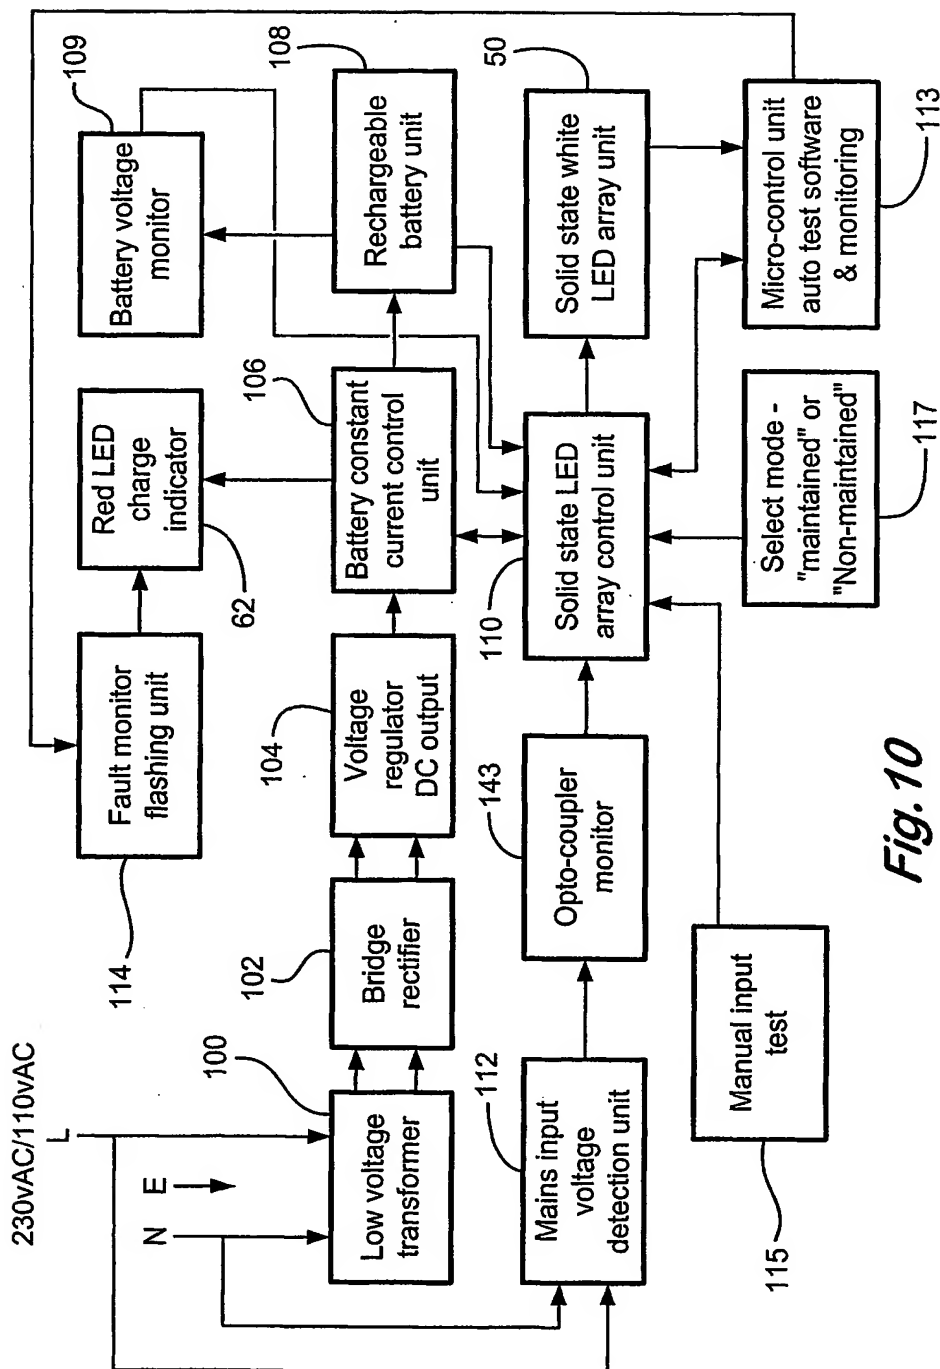 230vAC/110vAC
N
E
L
114
Fault monitor
flashing unit
62
Red LED
charge
indicator
109
Battery voltage
monitor
100
Low voltage
transformer
102
Bridge
rectifier
104
Voltage
regulator
DC output
106
Battery constant
current control
unit
108
Rechargeable
battery unit
112
Mains input
voltage
detection unit
143
Opto-coupler
monitor
110
Solid state LED
array control unit
50
Solid state white
LED array unit
115
Manual input
test
Select mode -
"maintained" or
"Non-maintained"
117
Micro-control unit
auto test software
& monitoring
113
Fig.10